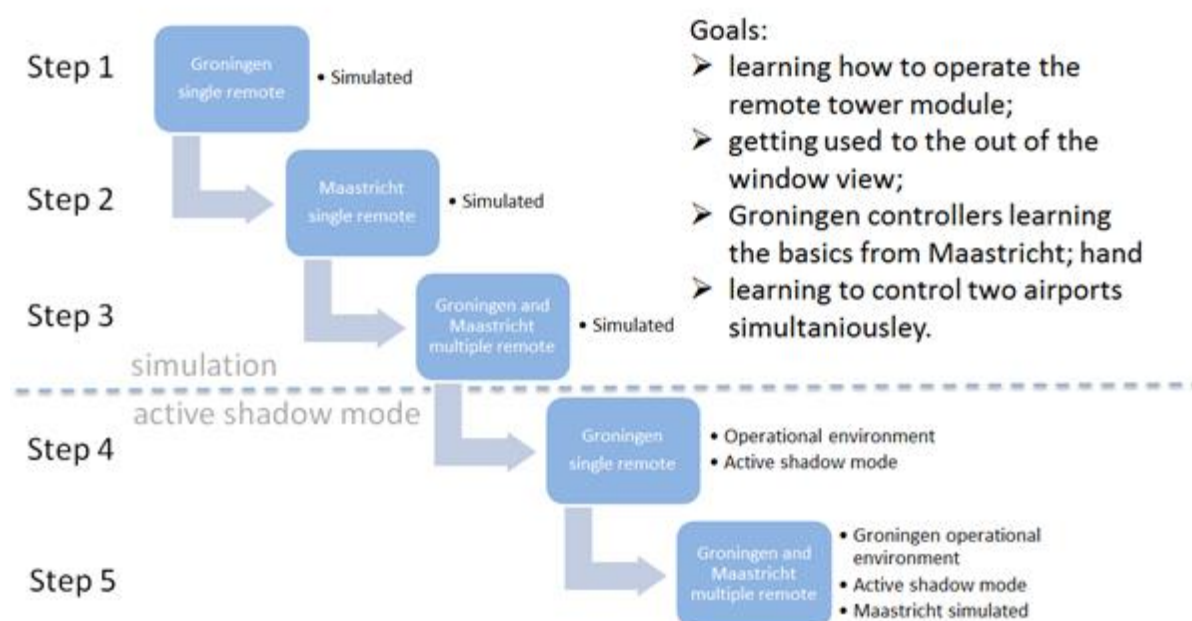 Step 1
Groningen
single remote
• Simulated
Goals:
➢ learning how to operate the
remote tower module;
➢ getting used to the out of the
window view;
➢ Groningen controllers learning
the basics from Maastricht; hand
➢ learning to control two airports
simultaniousley.
Step 2
Maastricht
single remote
• Simulated
Step 3
Groningen and
Maastricht
multiple remote
• Simulated
simulation
active shadow mode
Step 4
Groningen
single remote
• Operational environment
• Active shadow mode
Step 5
Groningen and
Maastricht
multiple remote
• Groningen operational
environment
• Active shadow mode
• Maastricht simulated